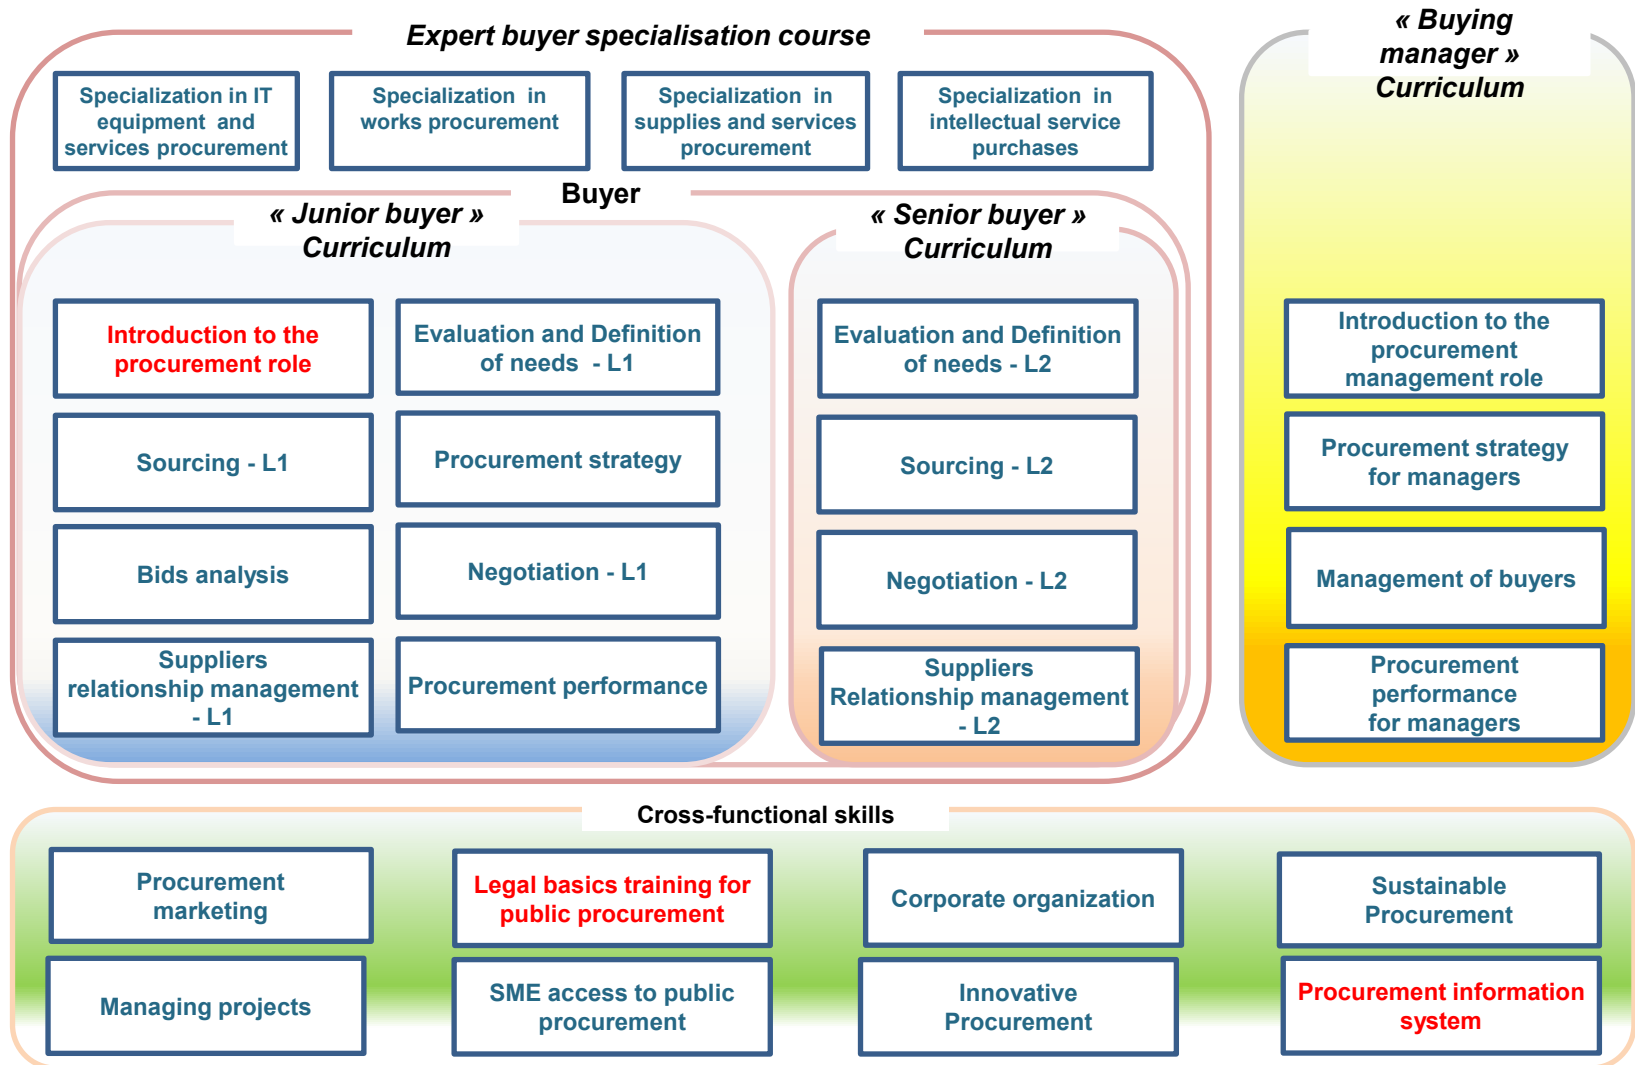 Expert buyer specialisation course
Specialization in IT
equipment and
services procurement
Specialization in
works procurement
Specialization in
supplies and services
procurement
Specialization in
intellectual service
purchases
Buyer
« Junior buyer »
Curriculum
Introduction to the
procurement role
Evaluation and Definition
of needs - L1
Sourcing - L1
Procurement strategy
Bids analysis
Negotiation - L1
Suppliers
relationship management
- L1
Procurement performance
« Senior buyer »
Curriculum
Evaluation and Definition
of needs - L2
Sourcing - L2
Negotiation - L2
Suppliers
Relationship management
- L2
« Buying
manager »
Curriculum
Introduction to the
procurement
management role
Procurement strategy
for managers
Management of buyers
Procurement
performance
for managers
Cross-functional skills
Procurement
marketing
Legal basics training for
public procurement
Corporate organization
Sustainable
Procurement
Managing projects
SME access to public
procurement
Innovative
Procurement
Procurement information
system